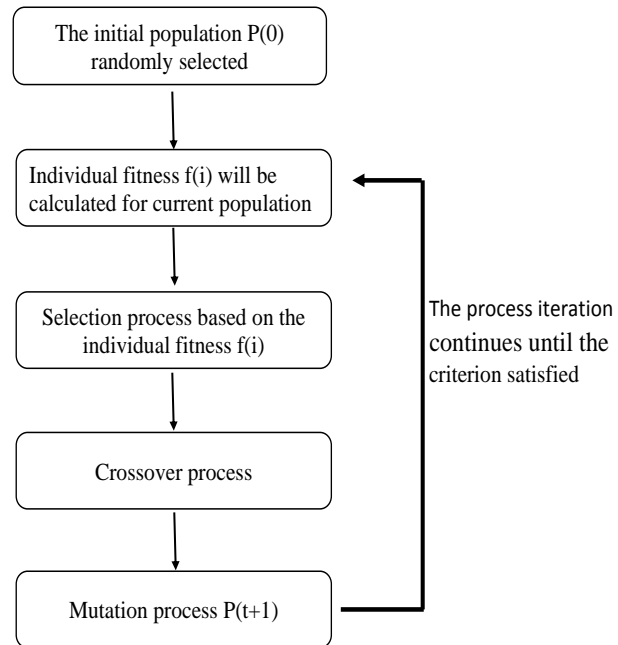 The initial population P(0)
randomly selected
Individual fitness f(i) will be
calculated for current population
Selection process based on the
individual fitness f(i)
The process iteration
continues until the
criterion satisfied
Crossover process
Mutation process P(t+1)